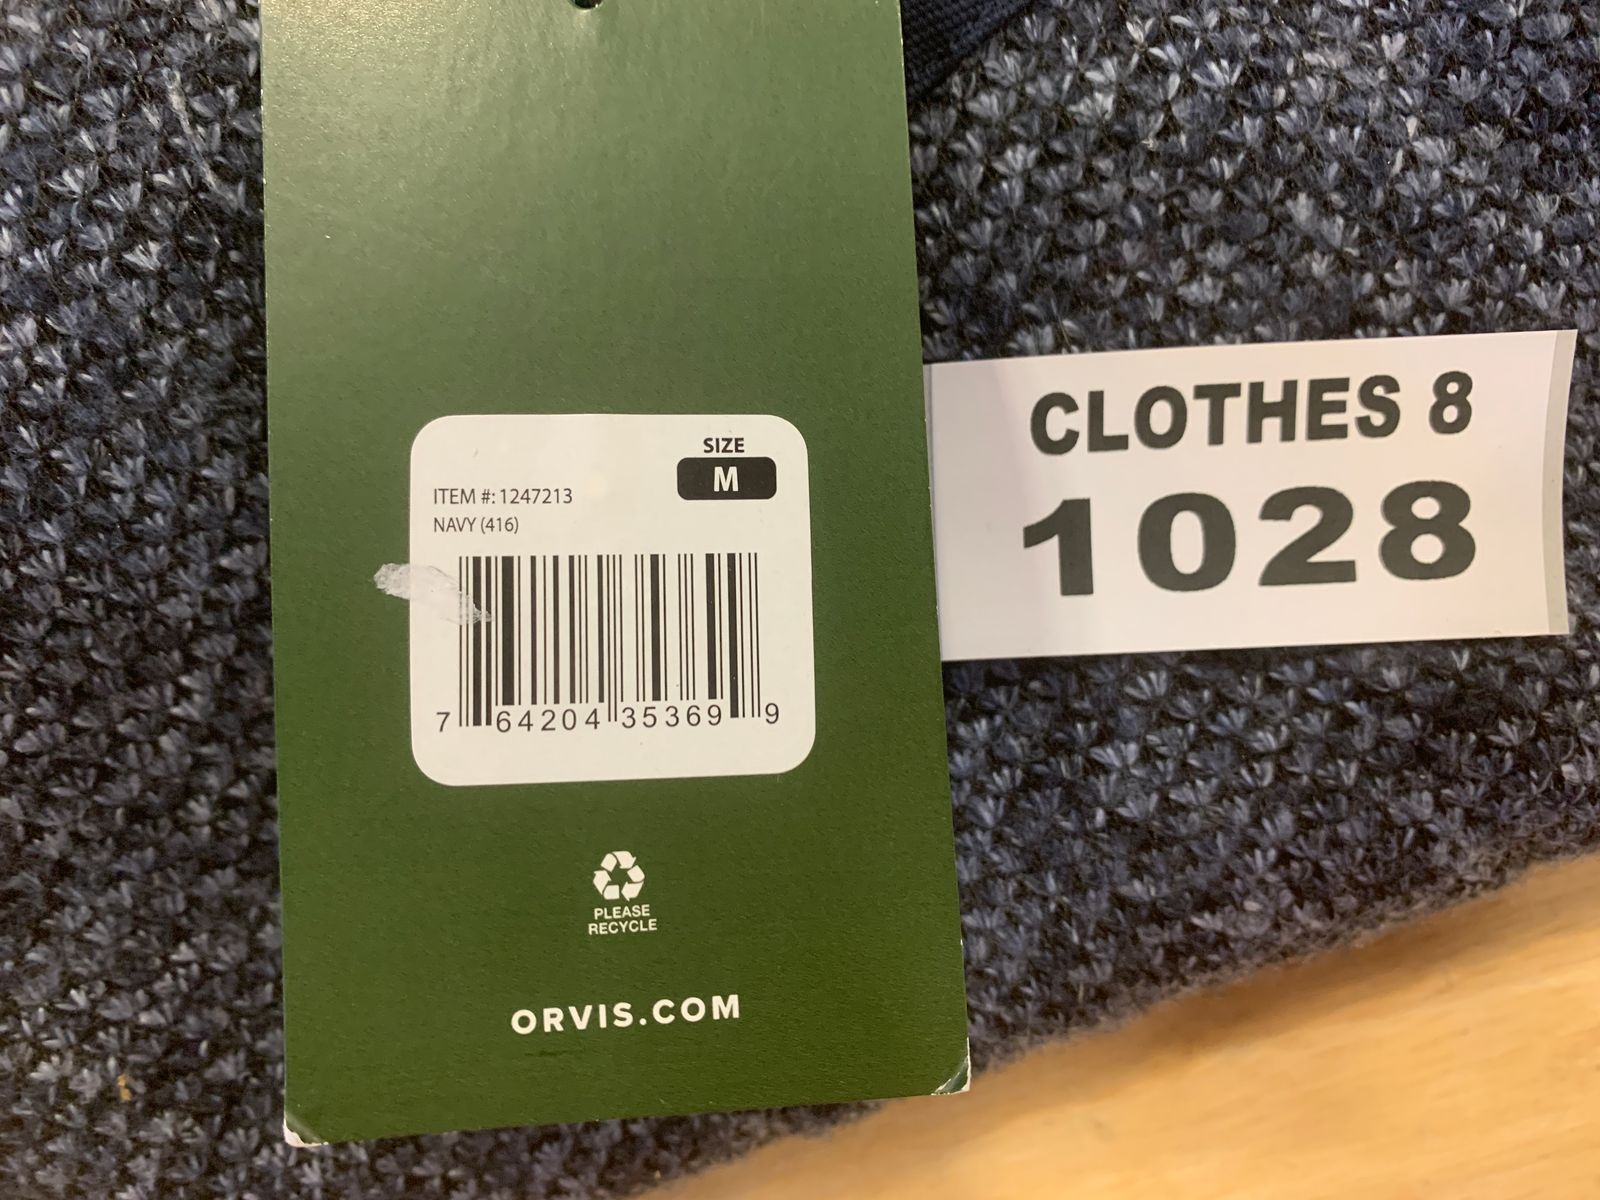 SIZE
M
ITEM #: 1247213
NAVY (416)
7 64204 35369 9
PLEASE
RECYCLE
ORVIS.COM
CLOTHES 8
1028